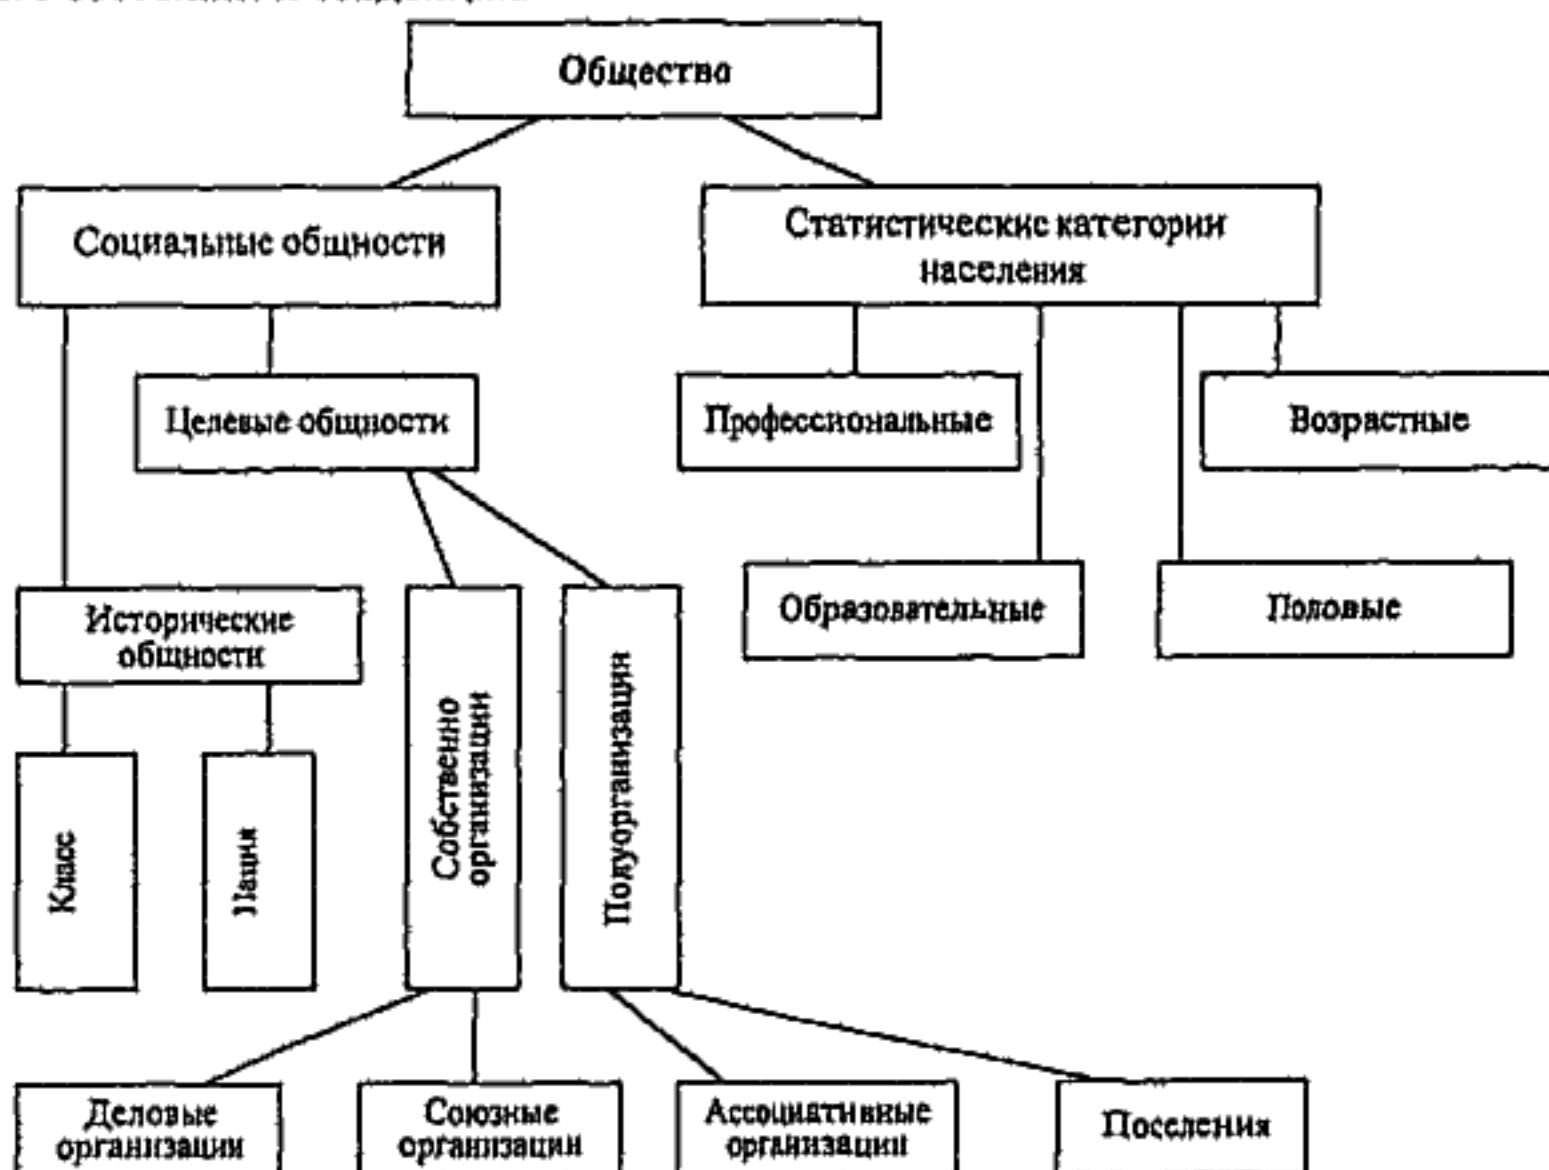 Общество
Социальные общности
Статистические категории
населения
Целевые общности
Профессиональные
Возрастные
Исторические
общности
Собственно
организации
Полуорганизации
Образовательные
Половые
Класс
Нация
Деловые
организации
Союзные
организации
Ассоциативные
организации
Поселения